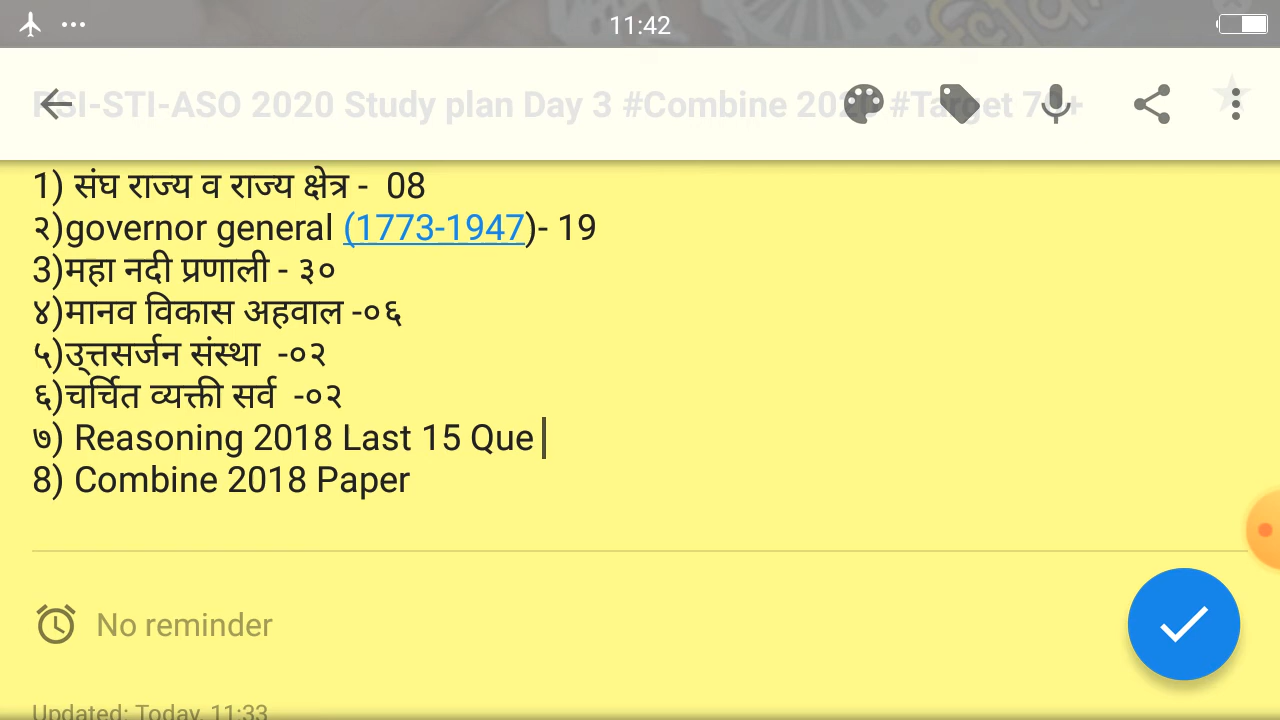 11:42
PSI-STI-ASO 2020 Study plan Day 3 #Combine 2020 #Target 70+
1) संघ राज्य व राज्य क्षेत्र - 08
२)governor general (1773-1947)- 19
3)महा नदी प्रणाली - ३०
४)मानव विकास अहवाल -०६
५)उत्त्तसर्जन संस्था -०२
६)चर्चित व्यक्ती सर्व -०२
७) Reasoning 2018 Last 15 Que
8) Combine 2018 Paper
No reminder
Updated: Today, 11:33